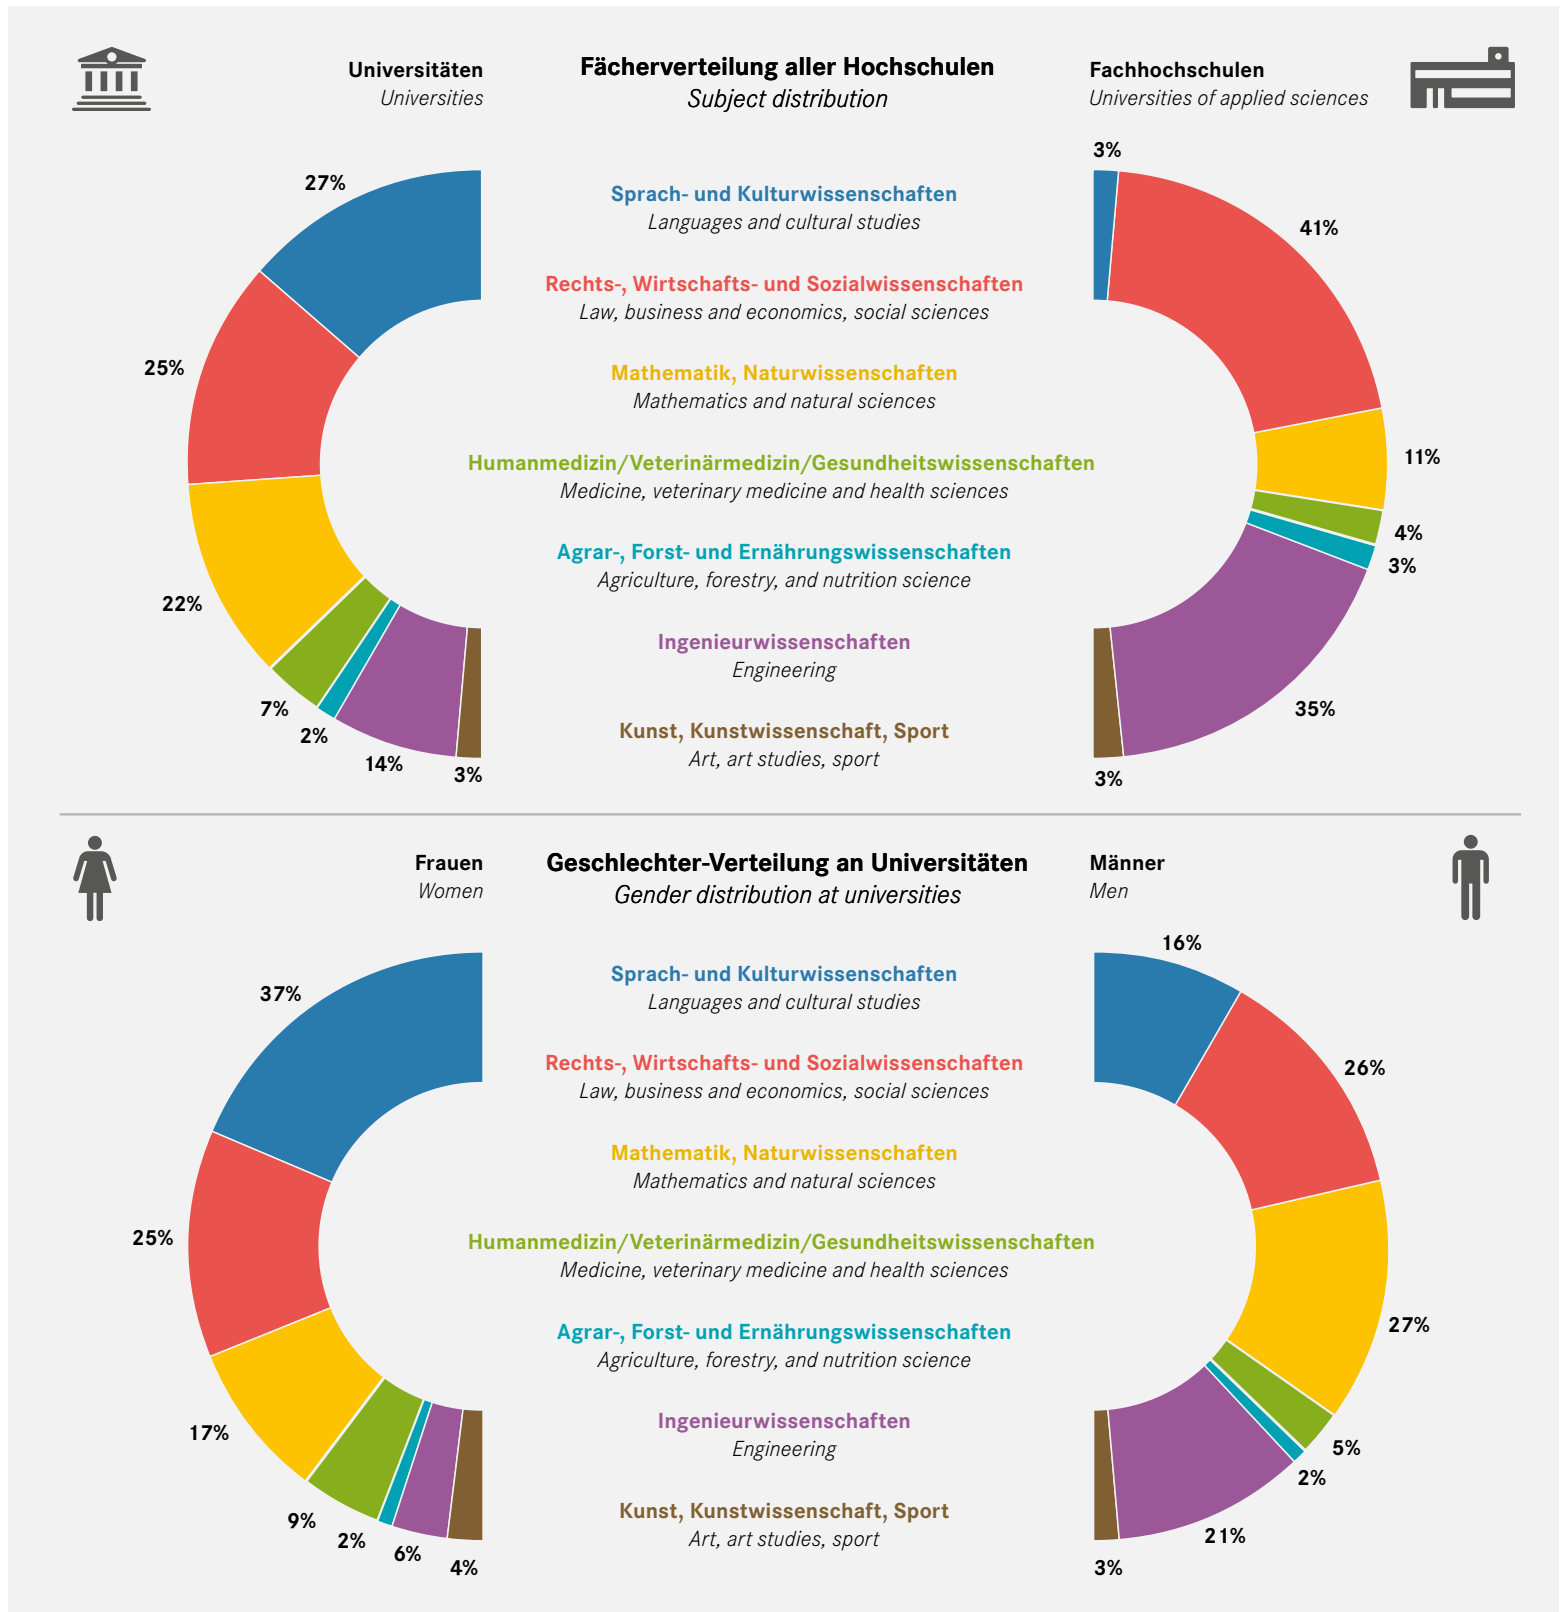 Universitäten
Universities
Fächerverteilung aller Hochschulen
Subject distribution
Fachhochschulen
Universities of applied sciences
27%
25%
22%
7%
2%
14%
3%
Sprach- und Kulturwissenschaften
Languages and cultural studies
Rechts-, Wirtschafts- und Sozialwissenschaften
Law, business and economics, social sciences
Mathematik, Naturwissenschaften
Mathematics and natural sciences
Humanmedizin/Veterinärmedizin/Gesundheitswissenschaften
Medicine, veterinary medicine and health sciences
Agrar-, Forst- und Ernährungswissenschaften
Agriculture, forestry, and nutrition science
Ingenieurwissenschaften
Engineering
Kunst, Kunstwissenschaft, Sport
Art, art studies, sport
3%
41%
11%
4%
3%
35%
3%
Frauen
Women
Geschlechter-Verteilung an Universitäten
Gender distribution at universities
Männer
Men
37%
25%
17%
9%
2%
6%
4%
Sprach- und Kulturwissenschaften
Languages and cultural studies
Rechts-, Wirtschafts- und Sozialwissenschaften
Law, business and economics, social sciences
Mathematik, Naturwissenschaften
Mathematics and natural sciences
Humanmedizin/Veterinärmedizin/Gesundheitswissenschaften
Medicine, veterinary medicine and health sciences
Agrar-, Forst- und Ernährungswissenschaften
Agriculture, forestry, and nutrition science
Ingenieurwissenschaften
Engineering
Kunst, Kunstwissenschaft, Sport
Art, art studies, sport
16%
26%
27%
5%
2%
21%
3%